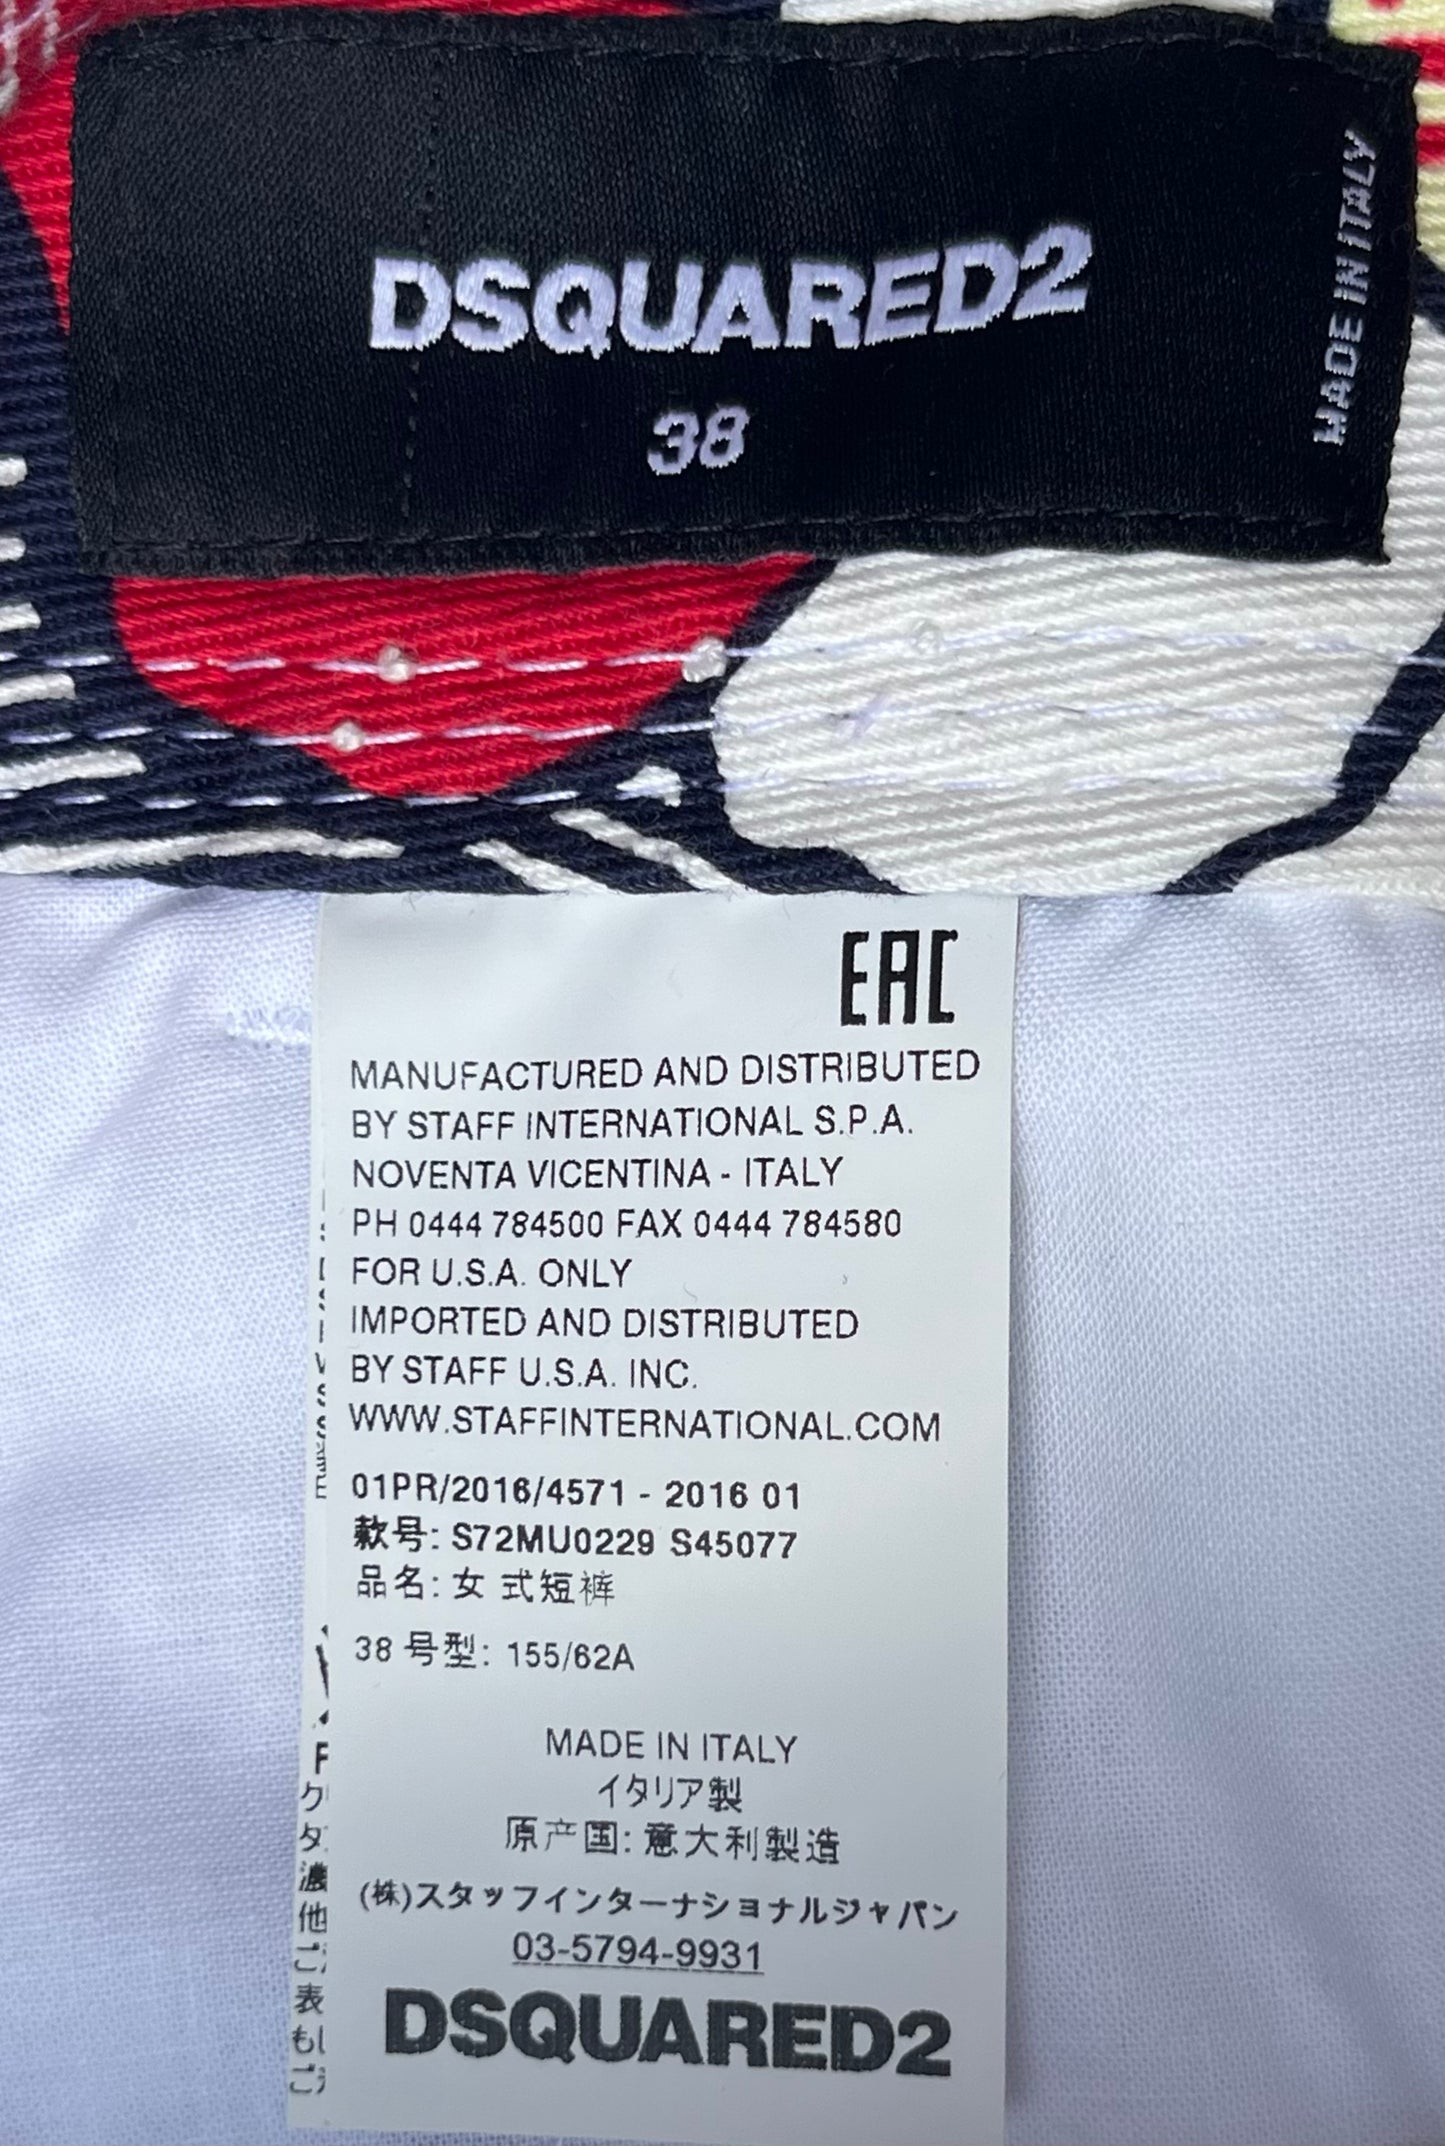 DSQUARED2
38
MADE IN ITALY
EAC
MANUFACTURED AND DISTRIBUTED
BY STAFF INTERNATIONAL S.P.A.
NOVENTA VICENTINA - ITALY
PH 0444 784500 FAX 0444 784580
FOR U.S.A. ONLY
IMPORTED AND DISTRIBUTED
BY STAFF U.S.A. INC.
WWW.STAFFINTERNATIONAL.COM
01PR/2016/4571 - 2016 01
款号: S72MU0229 S45077
品名: 女 式短裤
38 号型: 155/62A
MADE IN ITALY
イタリア製
原产国: 意大利製造
(株)スタッフインターナショナルジャパン
03-5794-9931
DSQUARED2